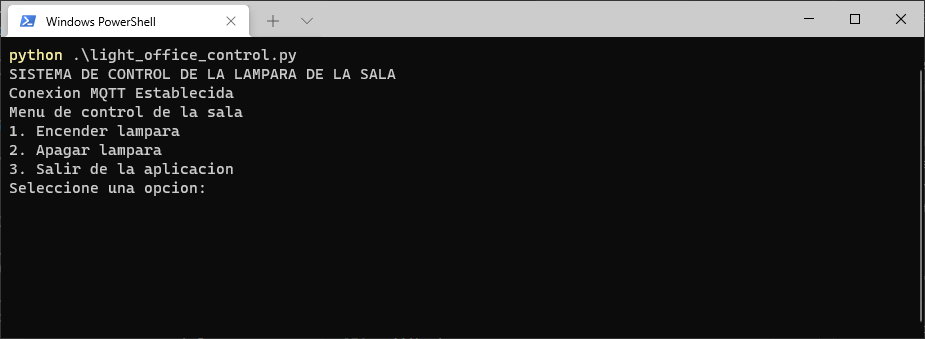 Windows PowerShell
python .\light_office_control.py
SISTEMA DE CONTROL DE LA LAMPARA DE LA SALA
Conexion MQTT Establecida
Menu de control de la sala
1. Encender lampara
2. Apagar lampara
3. Salir de la aplicacion
Seleccione una opcion: